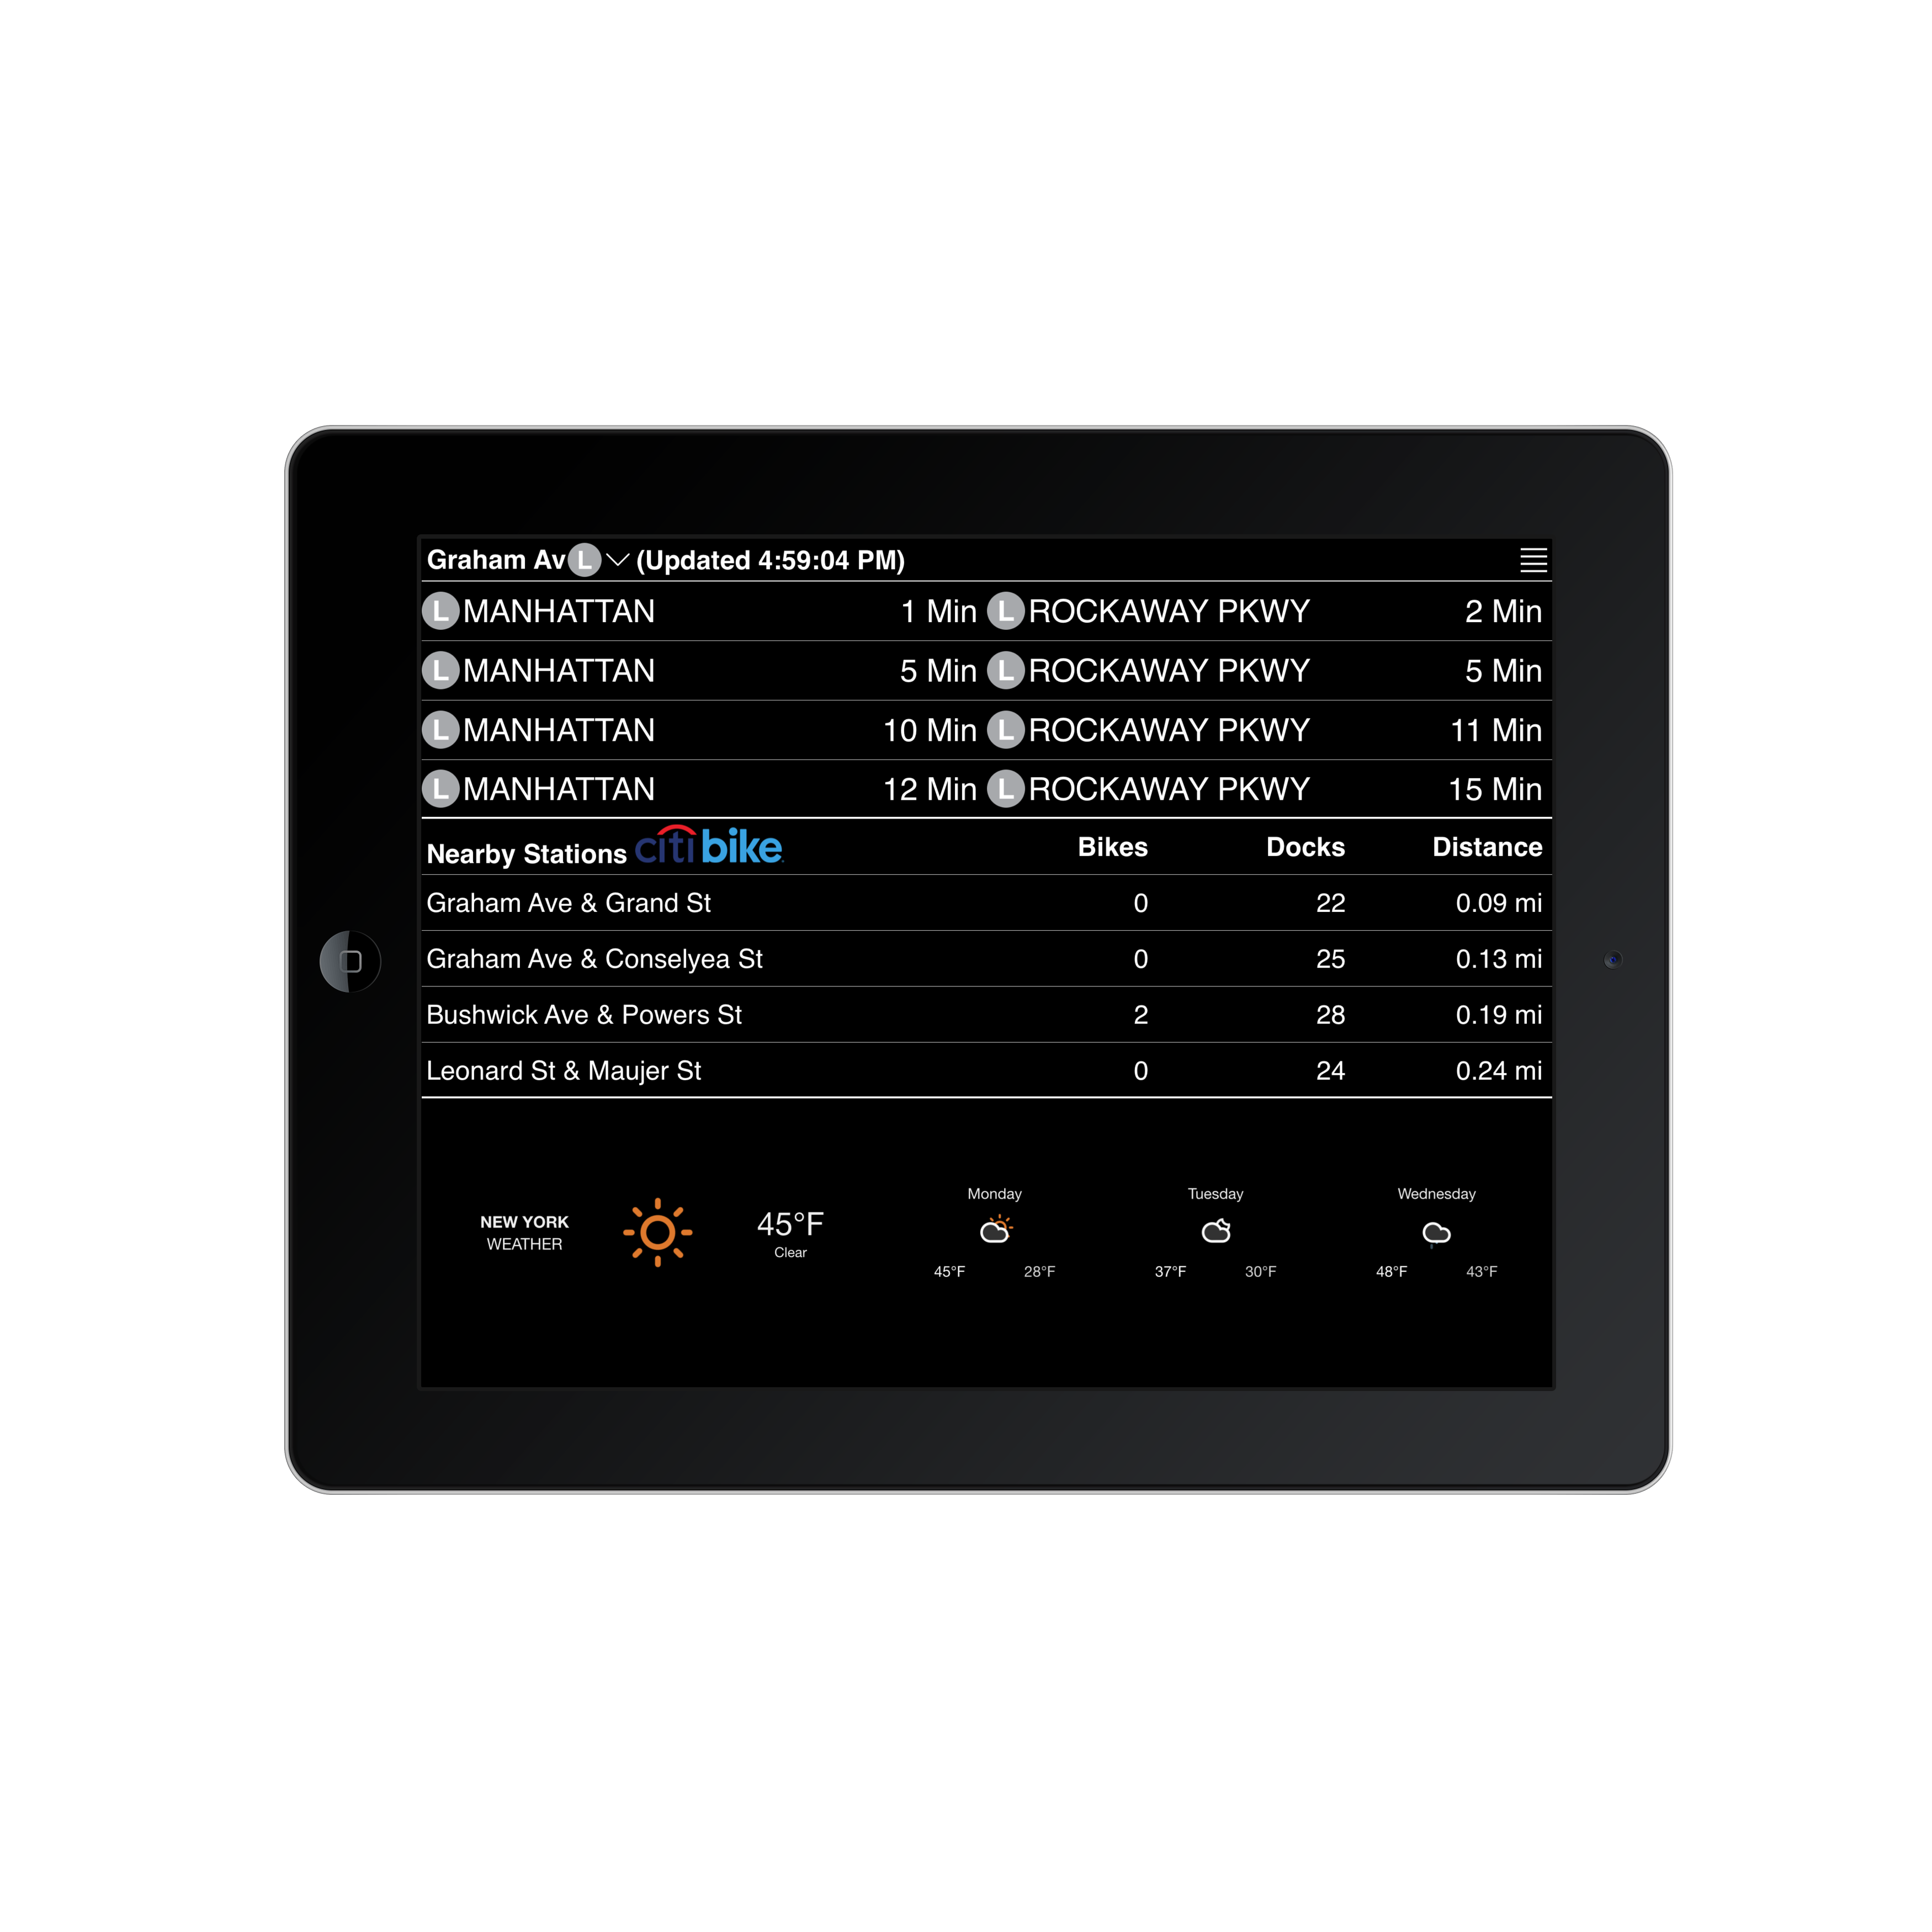 Graham Av L (Updated 4:59:04 PM)
L MANHATTAN 1 Min L ROCKAWAY PKWY 2 Min
L MANHATTAN 5 Min L ROCKAWAY PKWY 5 Min
L MANHATTAN 10 Min L ROCKAWAY PKWY 11 Min
L MANHATTAN 12 Min L ROCKAWAY PKWY 15 Min
Nearby Stations citi bike Bikes Docks Distance
Graham Ave & Grand St 0 22 0.09 mi
Graham Ave & Conselyea St 0 25 0.13 mi
Bushwick Ave & Powers St 2 28 0.19 mi
Leonard St & Maujer St 0 24 0.24 mi
NEW YORK
WEATHER
45°F
Clear
Monday
45°F 28°F
Tuesday
37°F 30°F
Wednesday
48°F 43°F